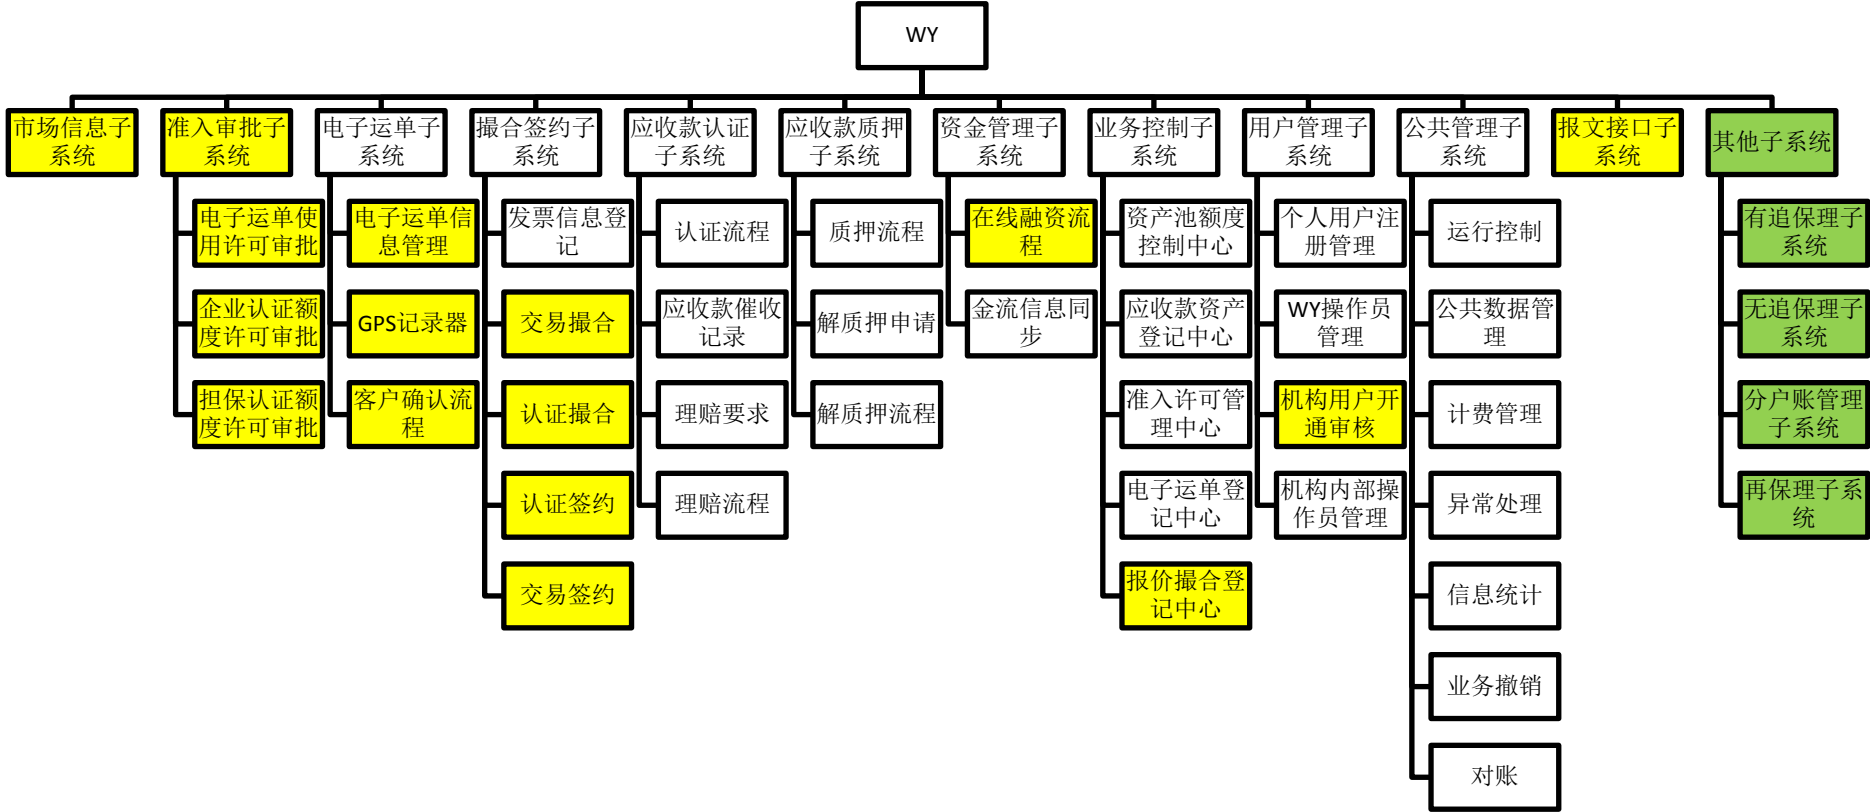 WY
市场信息子
系统
准入审批子
系统
电子运单使
用许可审批
企业认证额
度许可审批
担保认证额
度许可审批
电子运单子
系统
电子运单信
息管理
GPS记录器
客户确认流
程
撮合签约子
系统
发票信息登
记
交易撮合
认证撮合
认证签约
交易签约
应收款认证
子系统
认证流程
应收款催收
记录
理赔要求
理赔流程
应收款质押
子系统
质押流程
解质押申请
解质押流程
资金管理子
系统
在线融资流
程
金流信息同
步
业务控制子
系统
资产池额度
控制中心
应收款资产
登记中心
准入许可管
理中心
电子运单登
记中心
报价撮合登
记中心
用户管理子
系统
个人用户注
册管理
WY操作员
管理
机构用户开
通审核
机构内部操
作员管理
公共管理子
系统
运行控制
公共数据管
理
计费管理
异常处理
信息统计
业务撤销
对账
报文接口子
系统
其他子系统
有追保理子
系统
无追保理子
系统
分户账管理
子系统
再保理子系
统